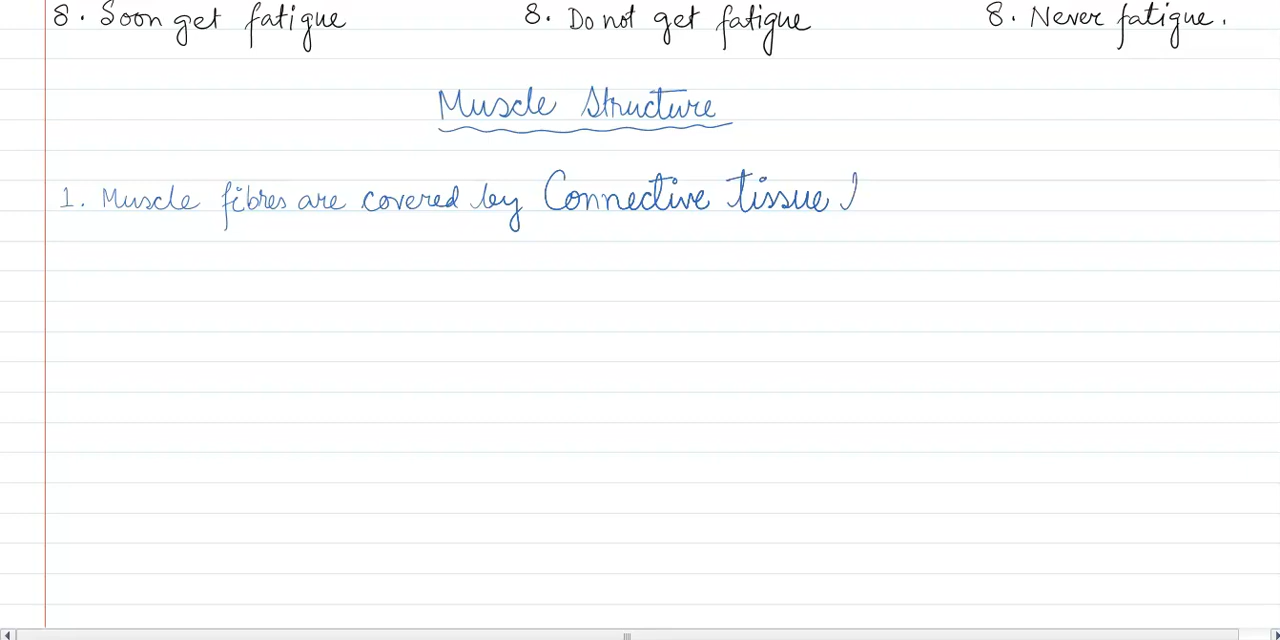 8. Soon get fatigue 8. Do not get fatigue 8. Never fatigue.
Muscle Structure
1. Muscle fibres are covered by Connective tissue